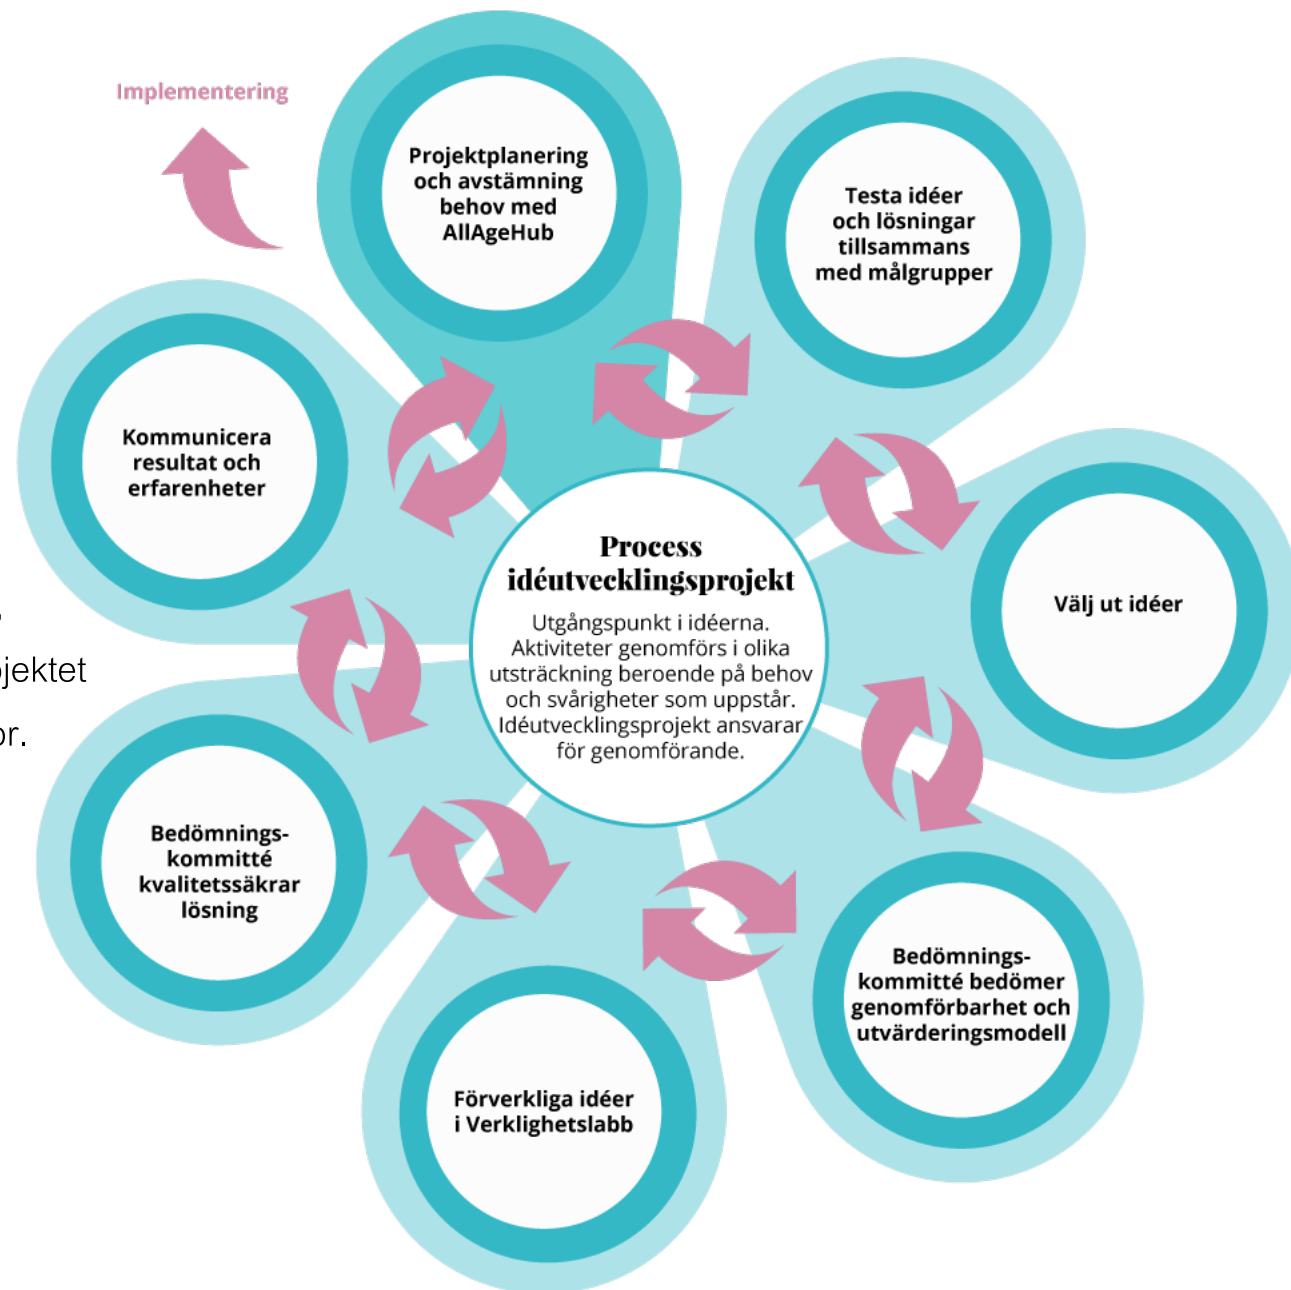 Implementering
Projektplanering
och avstämning
behov med
AllAgeHub
Testa idéer
och lösningar
tillsammans
med målgrupper
Välj ut idéer
Bedömnings-
kommitté bedömer
genomförbarhet och
utvärderingsmodell
Förverkliga idéer
i Verklighetslabb
Bedömnings-
kommitté
kvalitetssäkrar
lösning
Kommunicera
resultat och
erfarenheter
Process
idéutvecklingsprojekt
Utgångspunkt i idéerna.
Aktiviteter genomförs i olika
utsträckning beroende på behov
och svårigheter som uppstår.
Idéutvecklingsprojekt ansvarar
för genomförande.